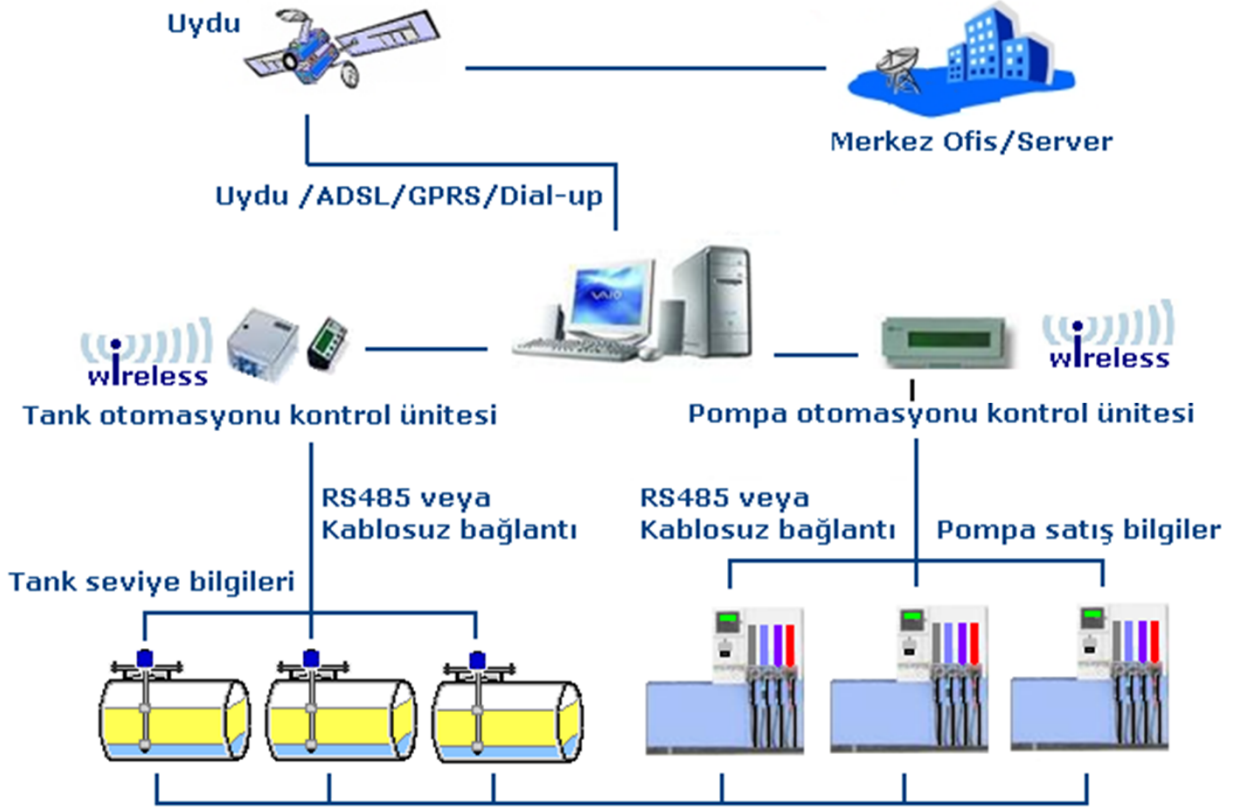 Uydu
Merkez Ofis/Server
Uydu /ADSL/GPRS/Dial-up
VAIO
wireless
wireless
Tank otomasyonu kontrol ünitesi
Pompa otomasyonu kontrol ünitesi
RS485 veya
Kablosuz bağlantı
RS485 veya
Kablosuz bağlantı
Pompa satış bilgiler
Tank seviye bilgileri